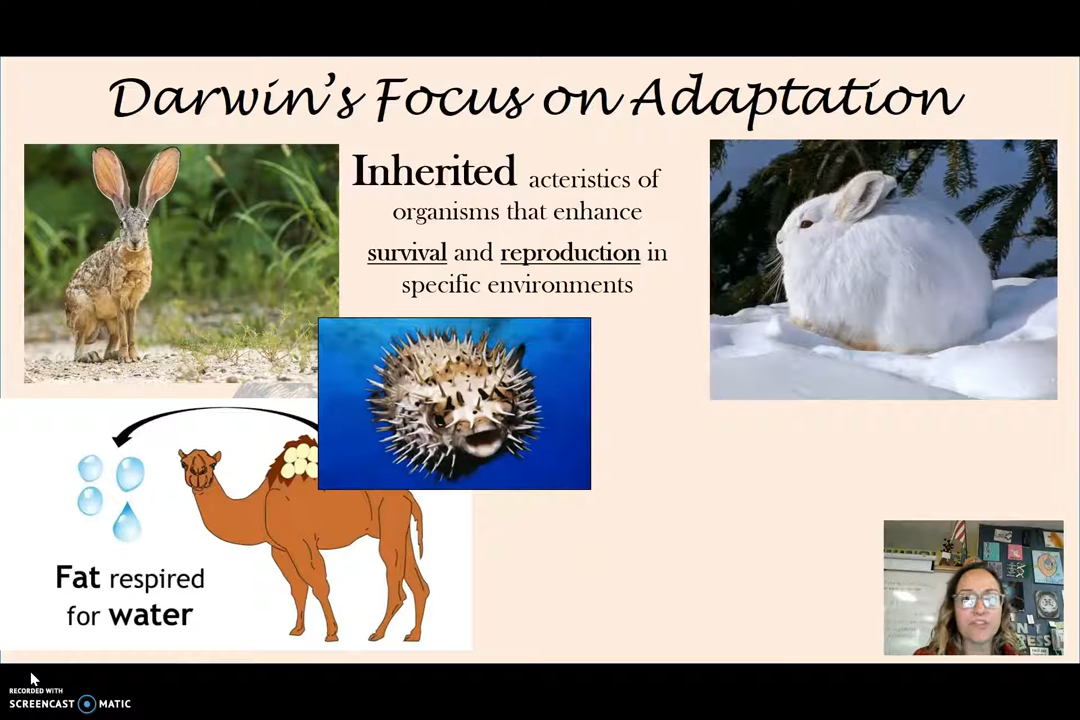 Darwin's Focus on Adaptation
Inherited acteristics of
organisms that enhance
survival and reproduction in
specific environments
Fat respired
for water
RECORDED WITH
SCREENCAST MATIC